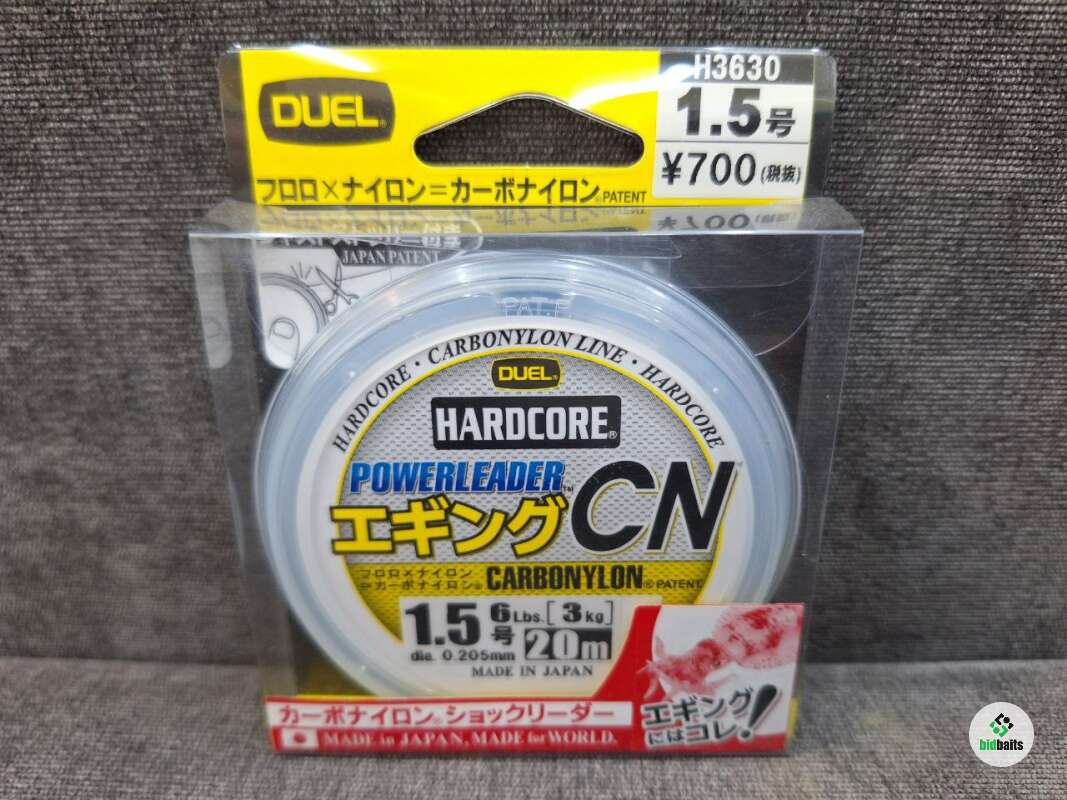 DUEL®
H3630
1.5号
¥700(税抜)
フロロ×ナイロン=カーボナイロン®PATENT
JAPAN PATENT
HARDCORE・CARBONYLON LINE・HARDCORE
DUEL®
HARDCORE®
POWERLEADER™
エギングCN
フロロ×ナイロン
=カーボナイロン®
CARBONYLON®PATENT
1.5号
6Lbs.[3kg]
dia. 0.205mm
20m
MADE IN JAPAN
カーボナイロン®ショックリーダー
MADE in JAPAN, MADE for WORLD.
エギング
にはコレ!
bidbaits